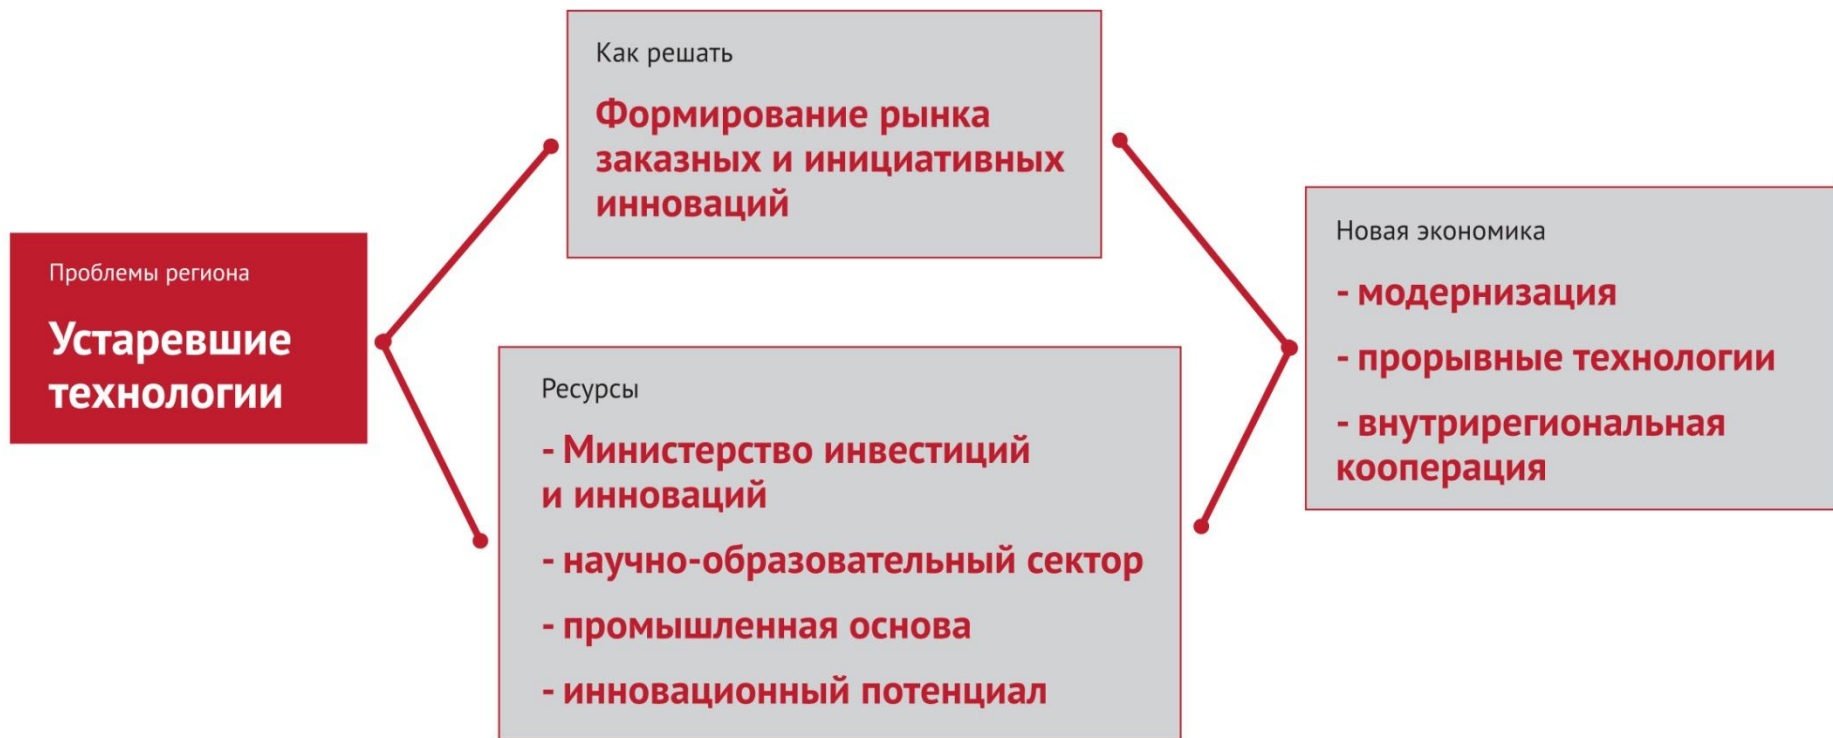 Проблемы региона
Устаревшие
технологии
Как решать
Формирование рынка
заказных и инициативных
инноваций
Ресурсы
- Министерство инвестиций
и инноваций
- научно-образовательный сектор
- промышленная основа
- инновационный потенциал
Новая экономика
- модернизация
- прорывные технологии
- внутрирегиональная
кооперация